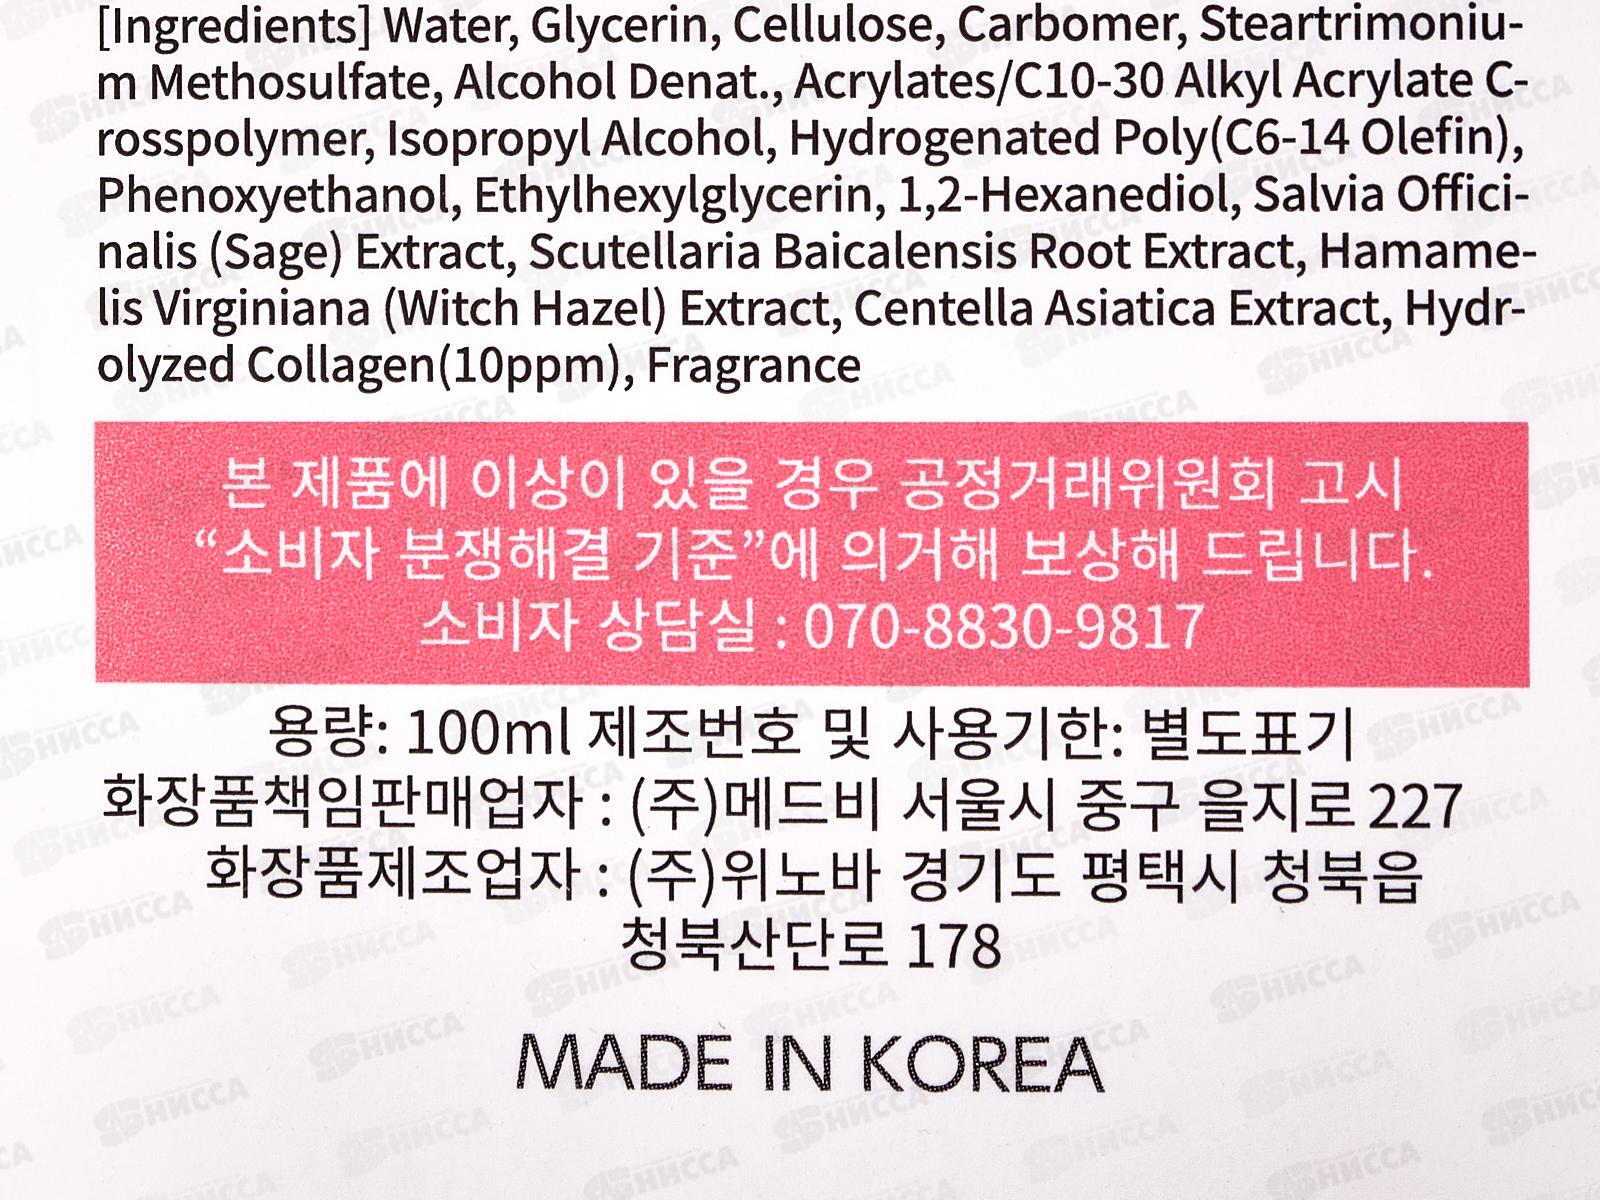 [Ingredients] Water, Glycerin, Cellulose, Carbomer, Steartrimoniu-
m Methosulfate, Alcohol Denat., Acrylates/C10-30 Alkyl Acrylate C-
rosspolymer, Isopropyl Alcohol, Hydrogenated Poly(C6-14 Olefin),
Phenoxyethanol, Ethylhexylglycerin, 1,2-Hexanediol, Salvia Offici-
nalis (Sage) Extract, Scutellaria Baicalensis Root Extract, Hamame-
lis Virginiana (Witch Hazel) Extract, Centella Asiatica Extract, Hydr-
olyzed Collagen(10ppm), Fragrance
본 제품에 이상이 있을 경우 공정거래위원회 고시
“소비자 분쟁해결 기준”에 의거해 보상해 드립니다.
소비자 상담실 : 070-8830-9817
용량: 100ml 제조번호 및 사용기한: 별도표기
화장품책임판매업자 : (주)메드비 서울시 중구 을지로 227
화장품제조업자 : (주)위노바 경기도 평택시 청북읍
청북산단로 178
MADE IN KOREA